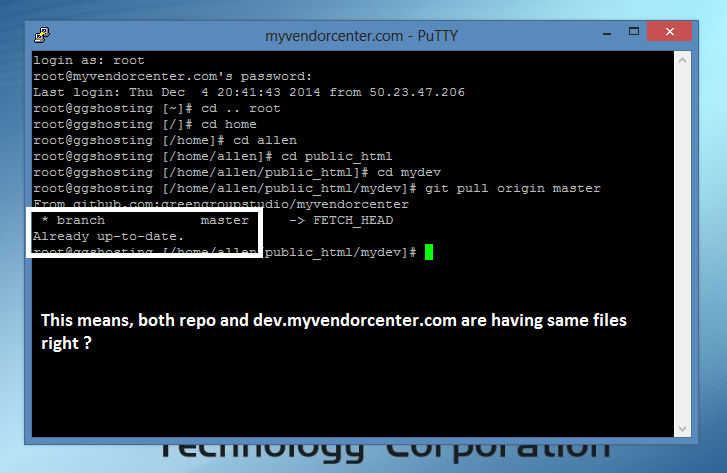 myvendorcenter.com - PuTTY
login as: root
root@myvendorcenter.com's password:
Last login: Thu Dec  4 20:41:43 2014 from 50.23.47.206
root@ggshosting [~]# cd .. root
root@ggshosting [/]# cd home
root@ggshosting [/home]# cd allen
root@ggshosting [/home/allen]# cd public_html
root@ggshosting [/home/allen/public_html]# cd mydev
root@ggshosting [/home/allen/public_html/mydev]# git pull origin master
From github.com:greengroupstudio/myvendorcenter
 * branch            master     -> FETCH_HEAD
Already up-to-date.
root@ggshosting [/home/allen/public_html/mydev]#
This means, both repo and dev.myvendorcenter.com are having same files
right ?
Technology Corporation